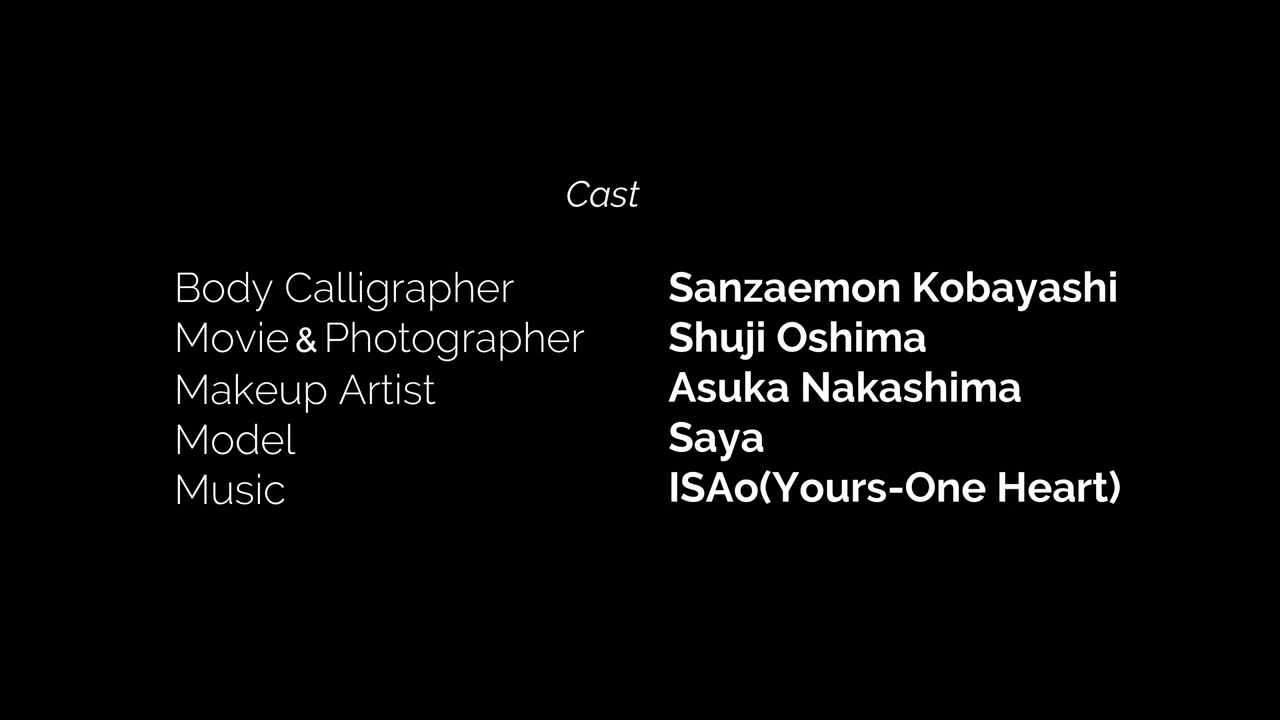 Cast
Body Calligrapher Sanzaemon Kobayashi
Movie & Photographer Shuji Oshima
Makeup Artist Asuka Nakashima
Model Saya
Music ISAo(Yours-One Heart)